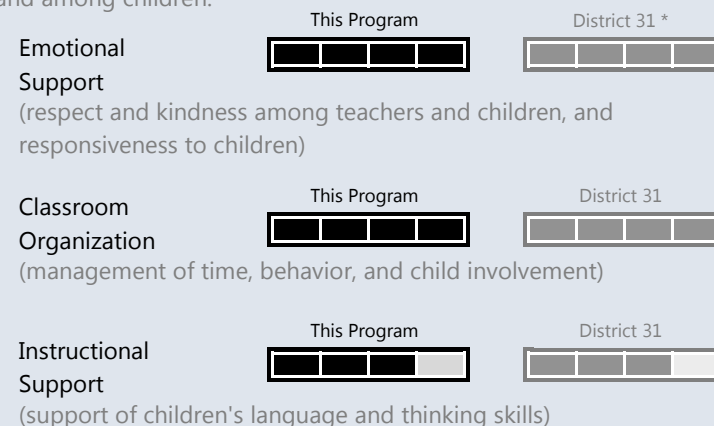 and among children.
This Program District 31 *
Emotional
Support
(respect and kindness among teachers and children, and
responsiveness to children)
This Program District 31
Classroom
Organization
(management of time, behavior, and child involvement)
This Program District 31
Instructional
Support
(support of children's language and thinking skills)